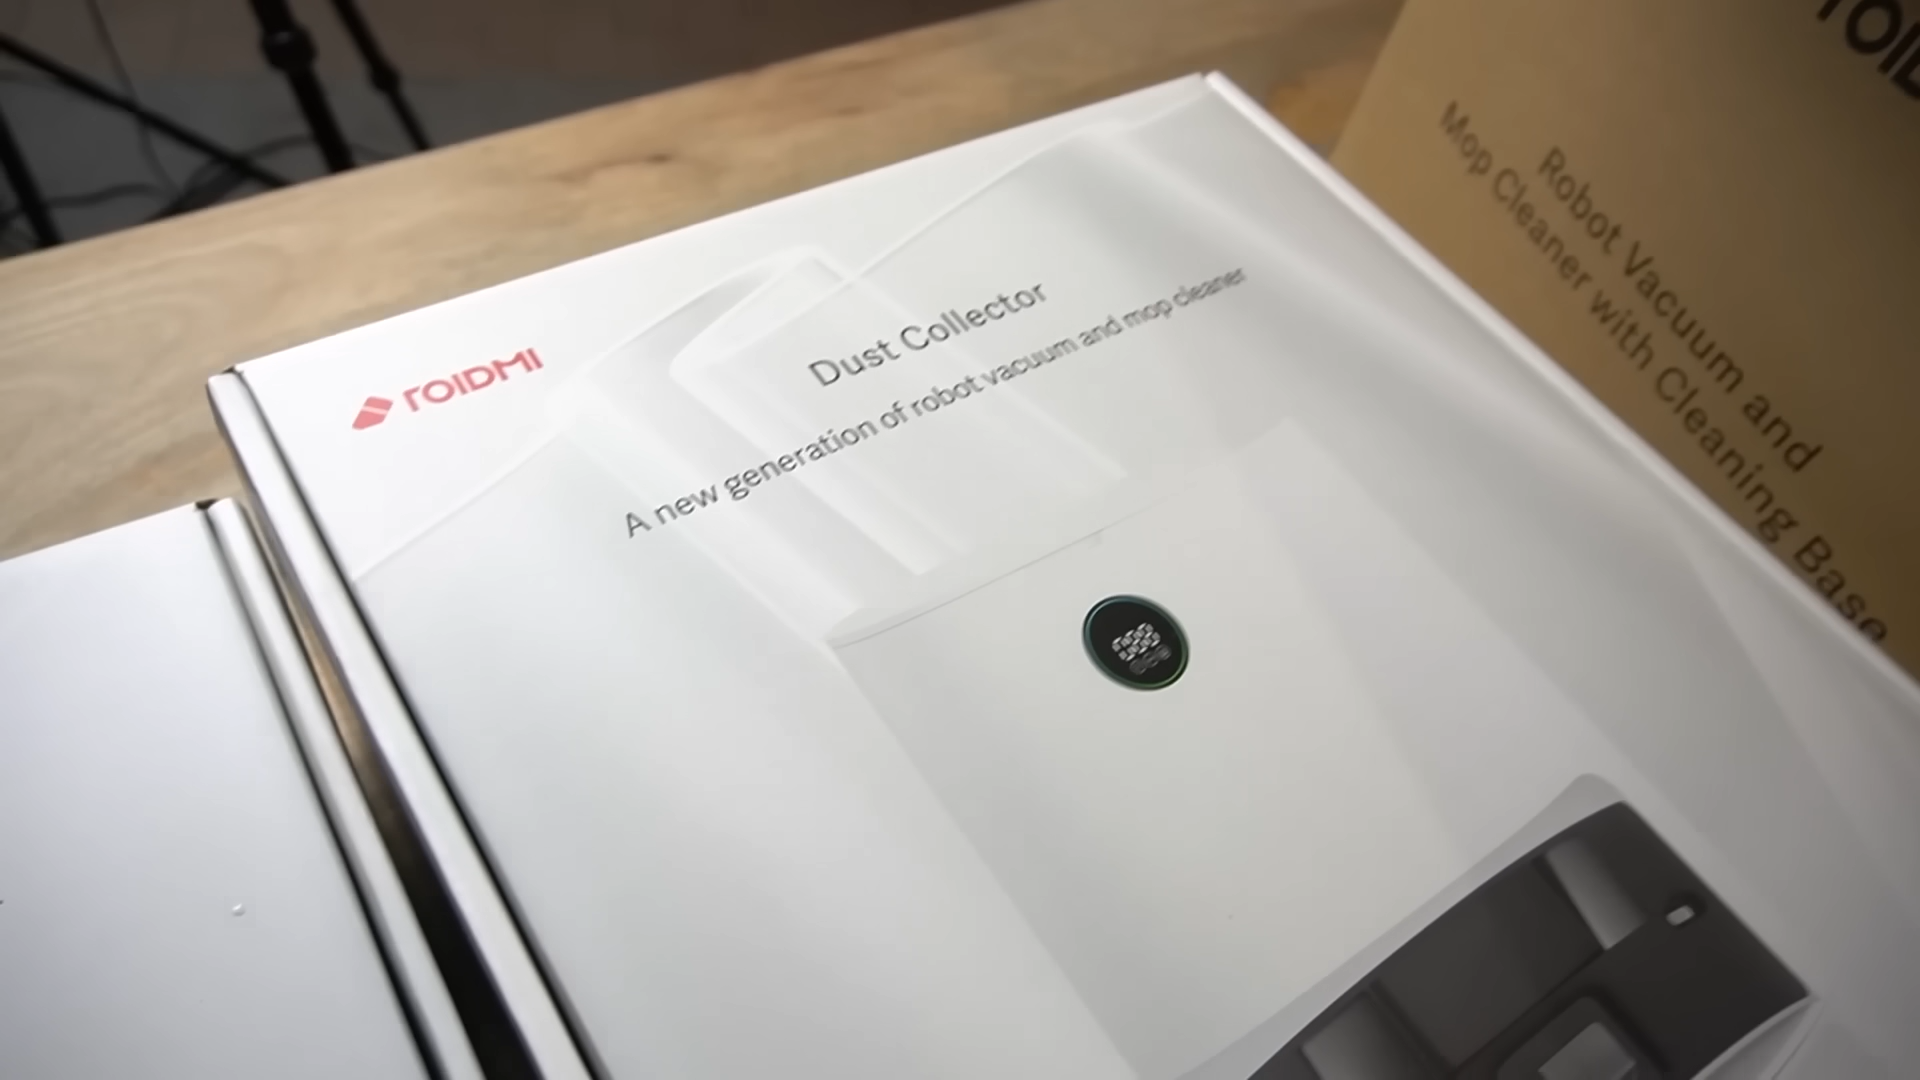 ROIDMI
Dust Collector
A new generation of robot vacuum and mop cleaner
Robot Vacuum and
Mop Cleaner with Cleaning Base